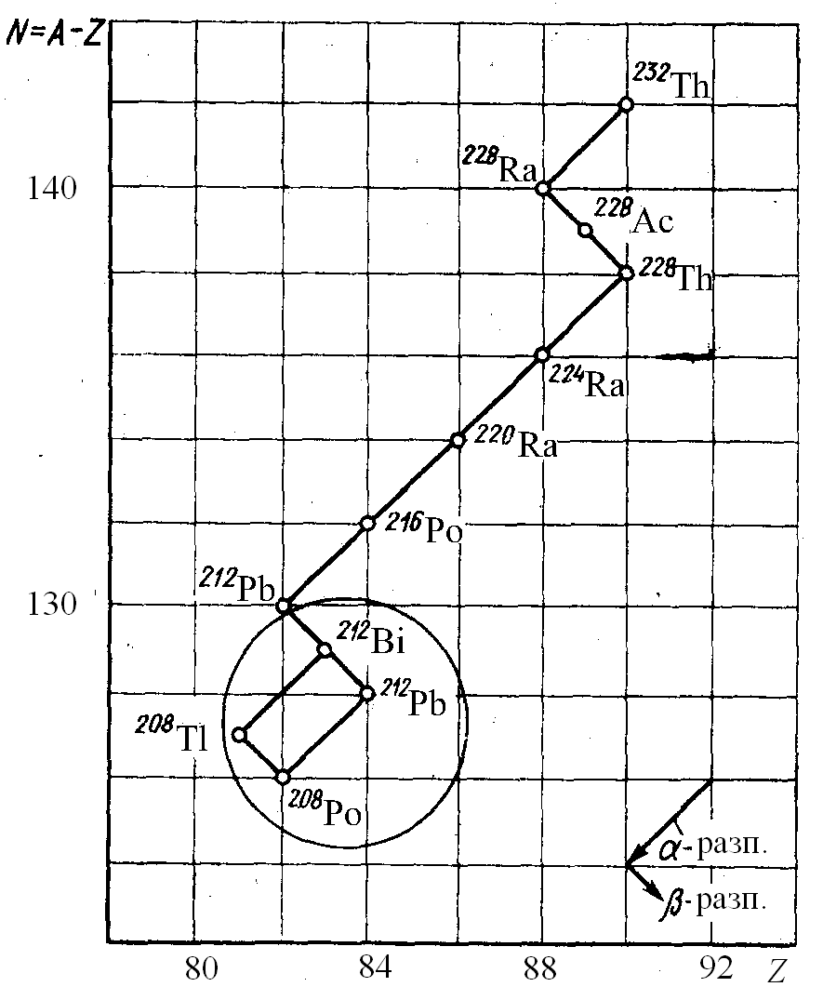 N=A-Z
²³²Th
²²⁸Ra
140
²²⁸Ac
²²⁸Th
²²⁴Ra
²²⁰Ra
²¹⁶Po
²¹²Pb
130
²¹²Bi
²¹²Pb
²⁰⁸Tl
²⁰⁸Po
α-разп.
β-разп.
80 84 88 92 Z